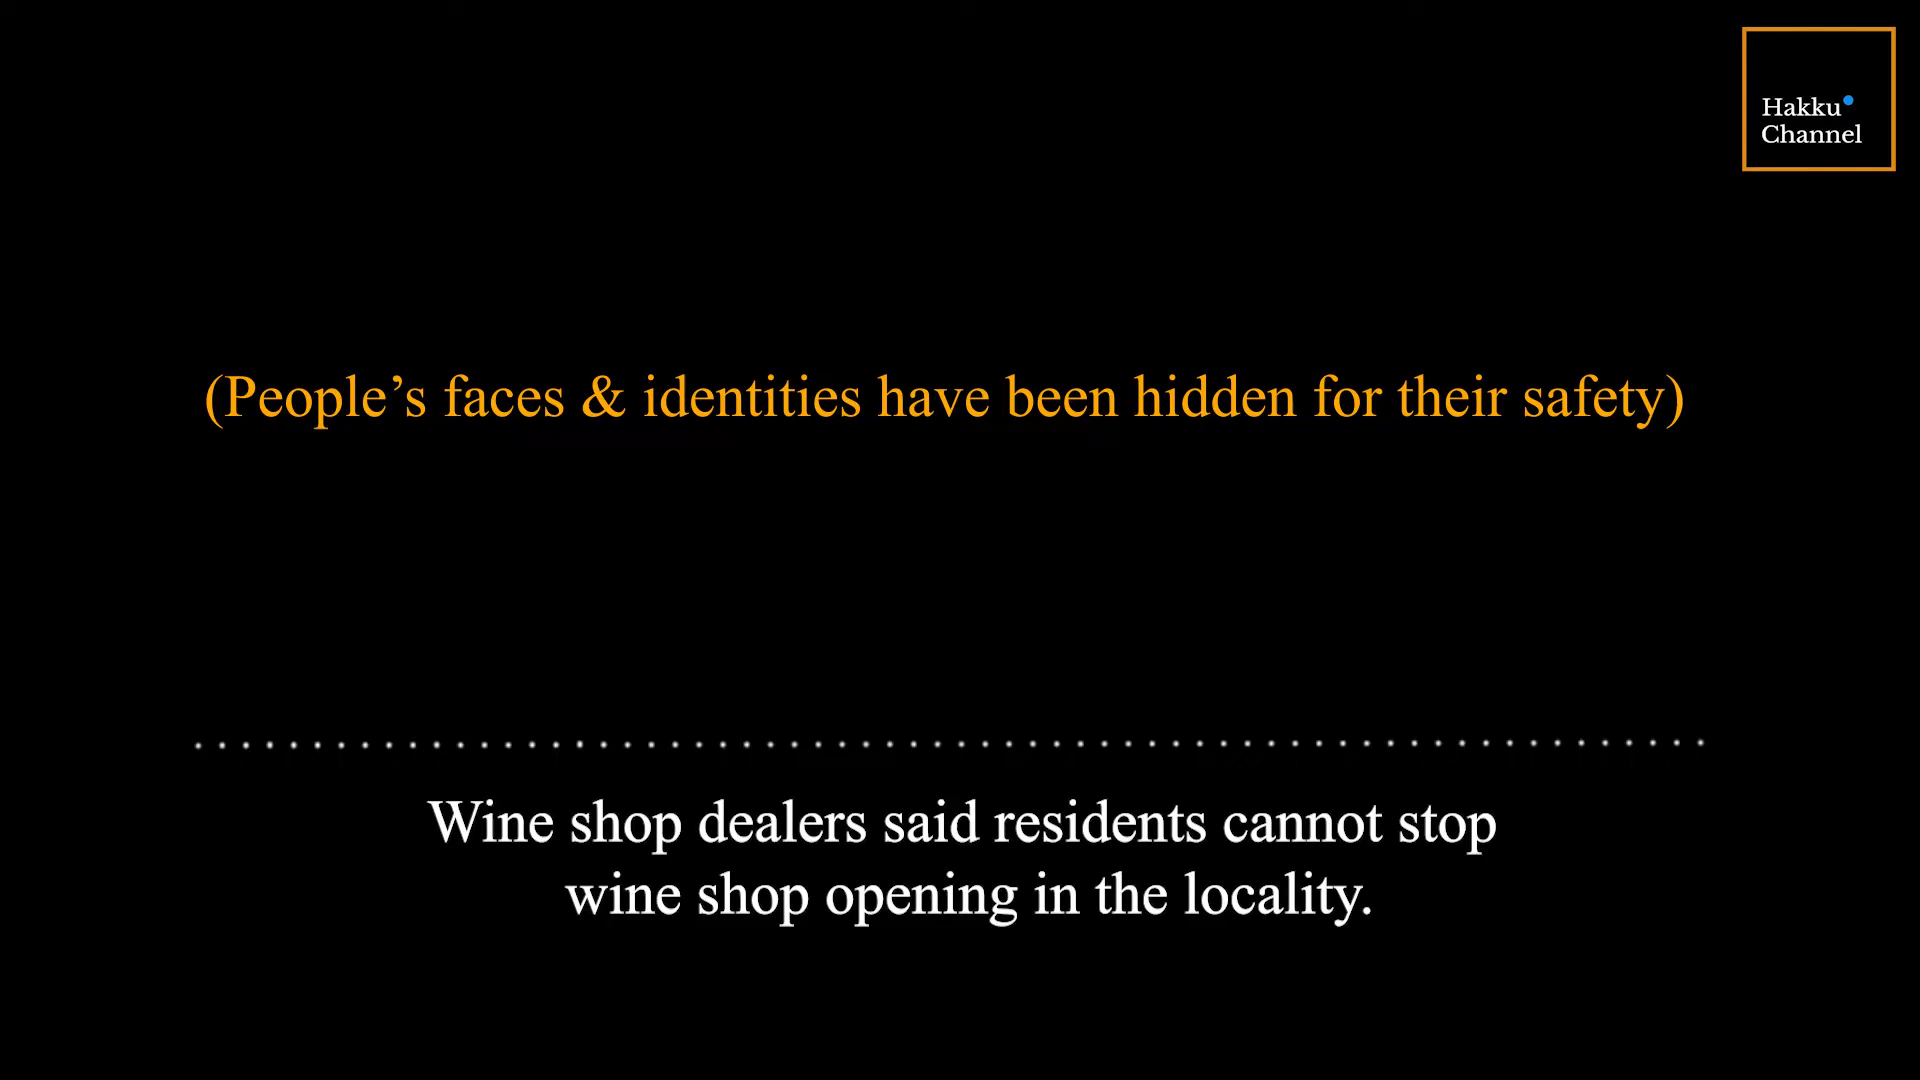 Hakku
Channel
(People’s faces & identities have been hidden for their safety)
Wine shop dealers said residents cannot stop
wine shop opening in the locality.